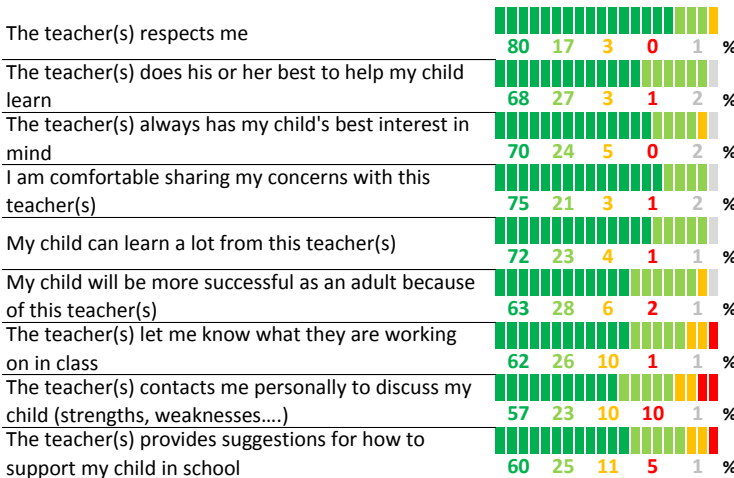 The teacher(s) respects me
80 17 3 0 1 %
The teacher(s) does his or her best to help my child
learn
68 27 3 1 2 %
The teacher(s) always has my child's best interest in
mind
70 24 5 0 2 %
I am comfortable sharing my concerns with this
teacher(s)
75 21 3 1 2 %
My child can learn a lot from this teacher(s)
72 23 4 1 1 %
My child will be more successful as an adult because
of this teacher(s)
63 28 6 2 1 %
The teacher(s) let me know what they are working
on in class
62 26 10 1 1 %
The teacher(s) contacts me personally to discuss my
child (strengths, weaknesses....)
57 23 10 10 1 %
The teacher(s) provides suggestions for how to
support my child in school
60 25 11 5 1 %